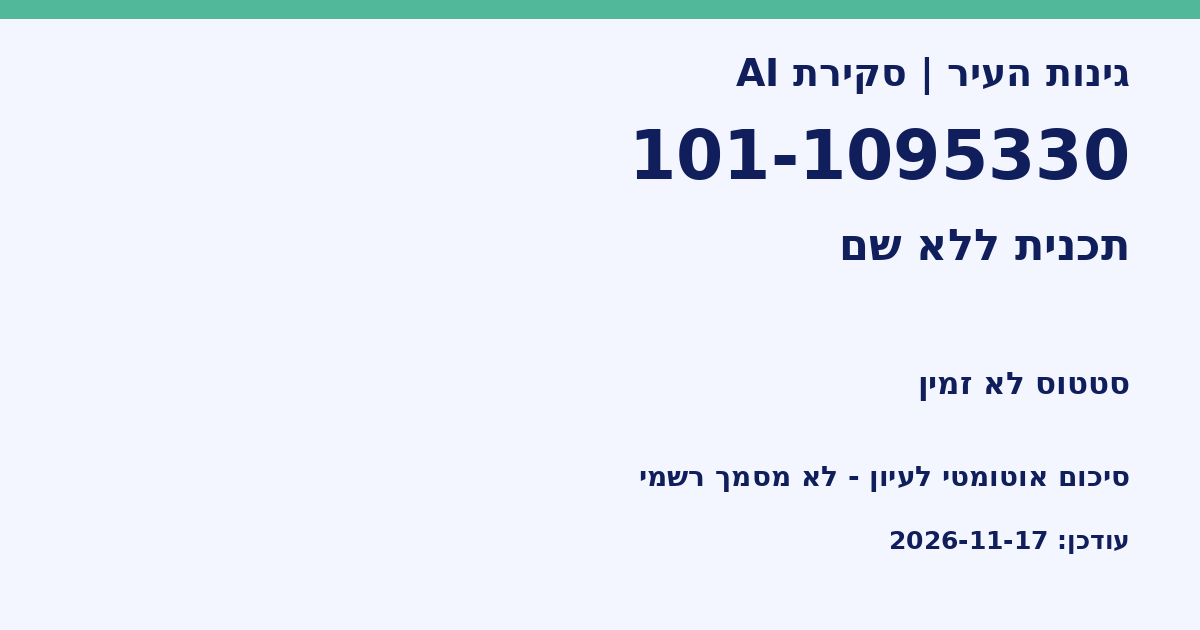 גינות העיר | סקירת AI
101-1095330
תכנית ללא שם
סטטוס לא זמין
סיכום אוטומטי לעיון - לא מסמך רשמי
עודכן: 2026-11-17